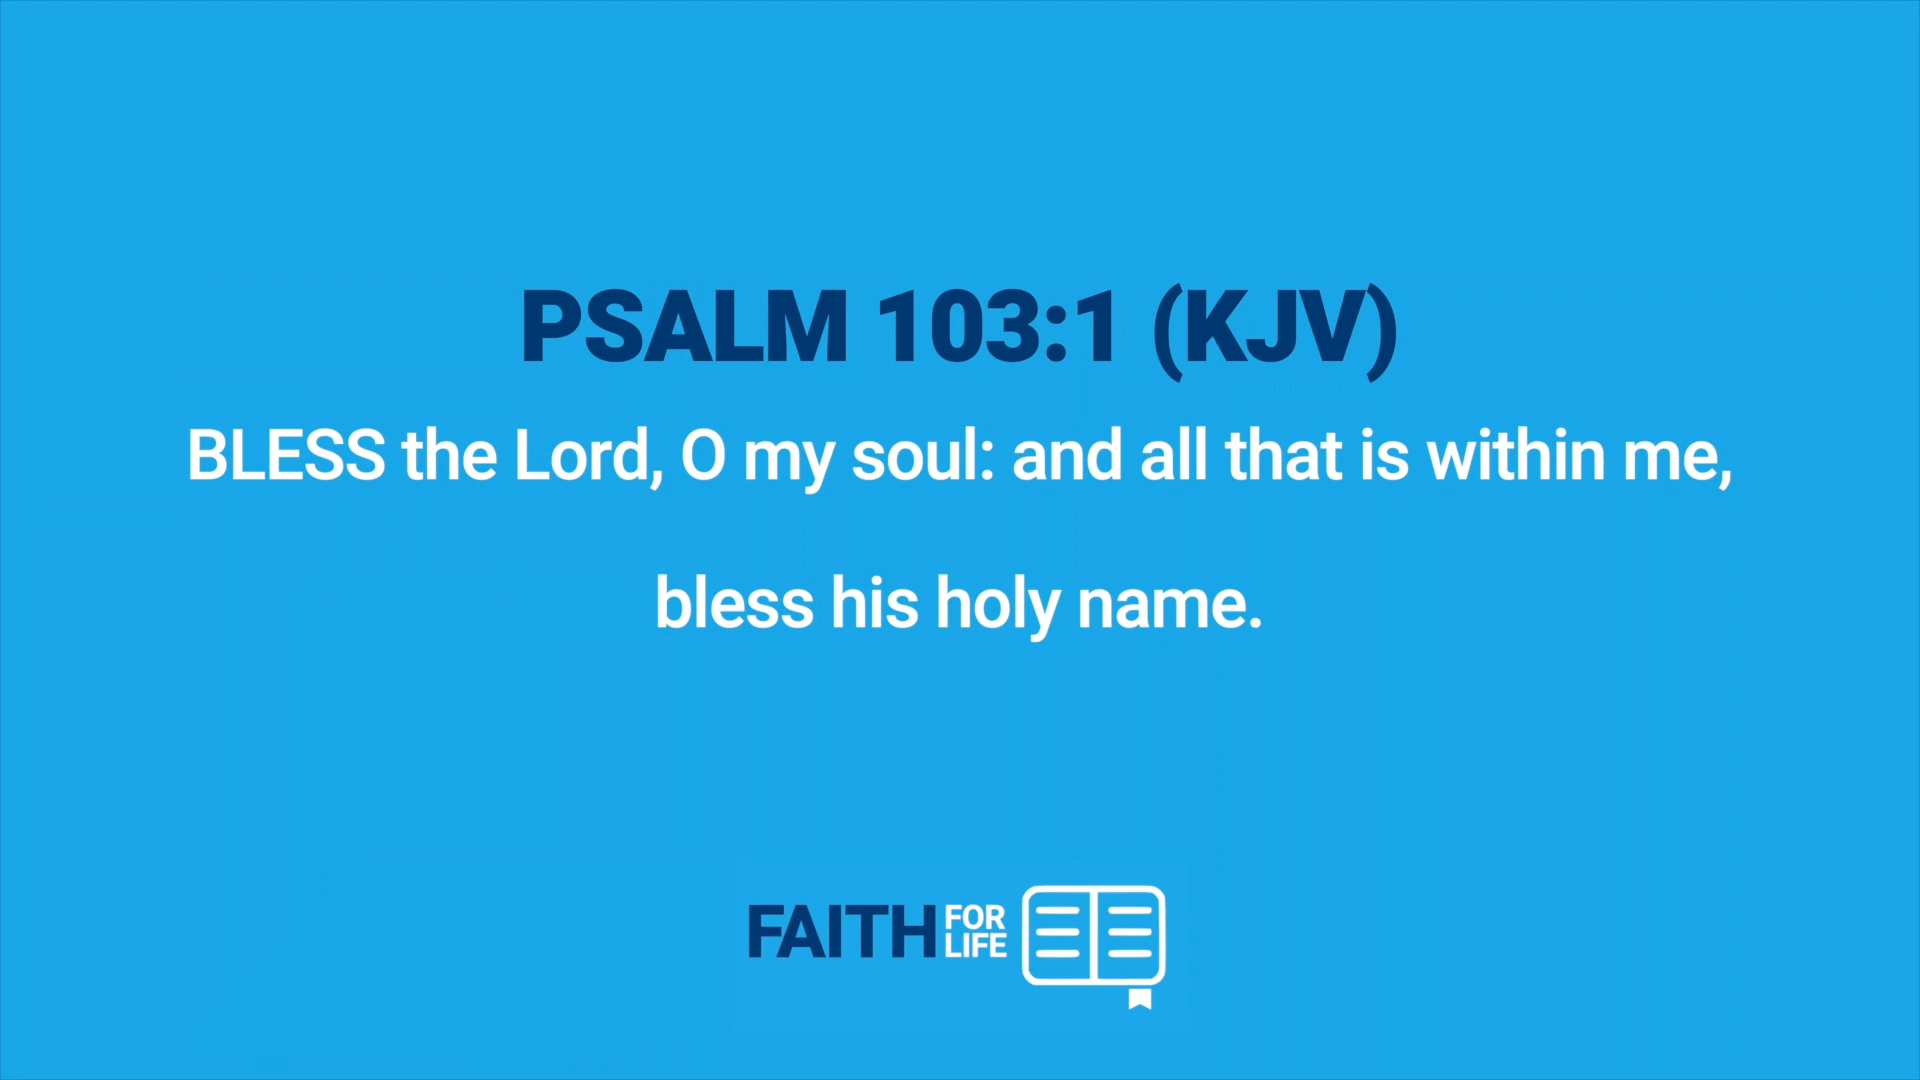 PSALM 103:1 (KJV)
BLESS the Lord, O my soul: and all that is within me,
bless his holy name.
FAITH FOR LIFE